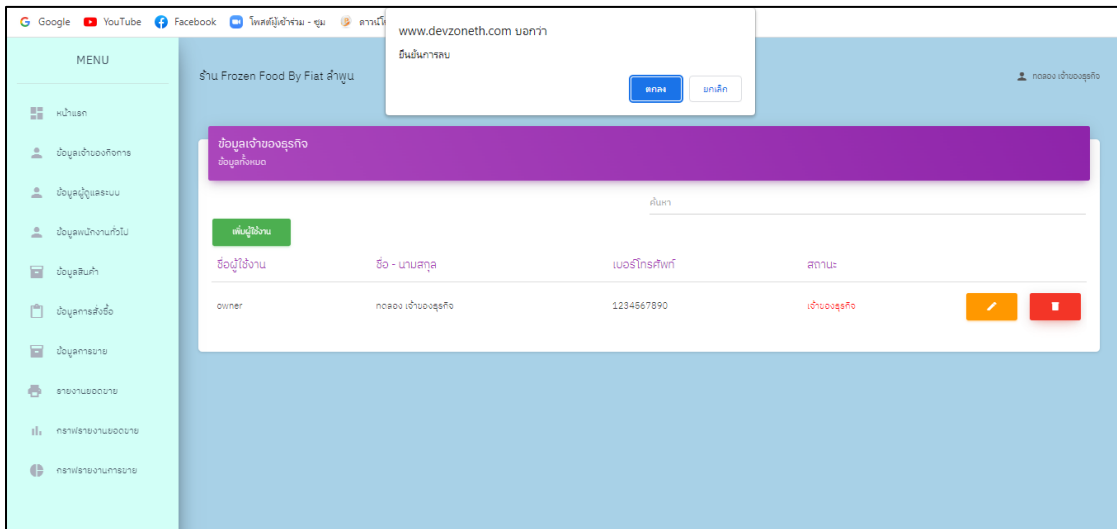 Google YouTube Facebook โพสต์ผู้เข้าร่วม - ซูม
www.devzoneth.com บอกว่า
ยืนยันการลบ
ตกลง ยกเลิก
MENU
หน้าแรก
ข้อมูลเจ้าของกิจการ
ข้อมูลผู้ดูแลระบบ
ข้อมูลพนักงานทั่วไป
ข้อมูลสินค้า
ข้อมูลการสั่งซื้อ
ข้อมูลการขาย
รายงานยอดขาย
กราฟรายงานยอดขาย
กราฟรายงานการขาย
ร้าน Frozen Food By Fiat ลำพูน
ทดลอง เจ้าของธุรกิจ
ข้อมูลเจ้าของธุรกิจ
ข้อมูลทั้งหมด
ค้นหา
เพิ่มผู้ใช้งาน
ชื่อผู้ใช้งาน ชื่อ - นามสกุล เบอร์โทรศัพท์ สถานะ
owner ทดลอง เจ้าของธุรกิจ 1234567890 เจ้าของธุรกิจ